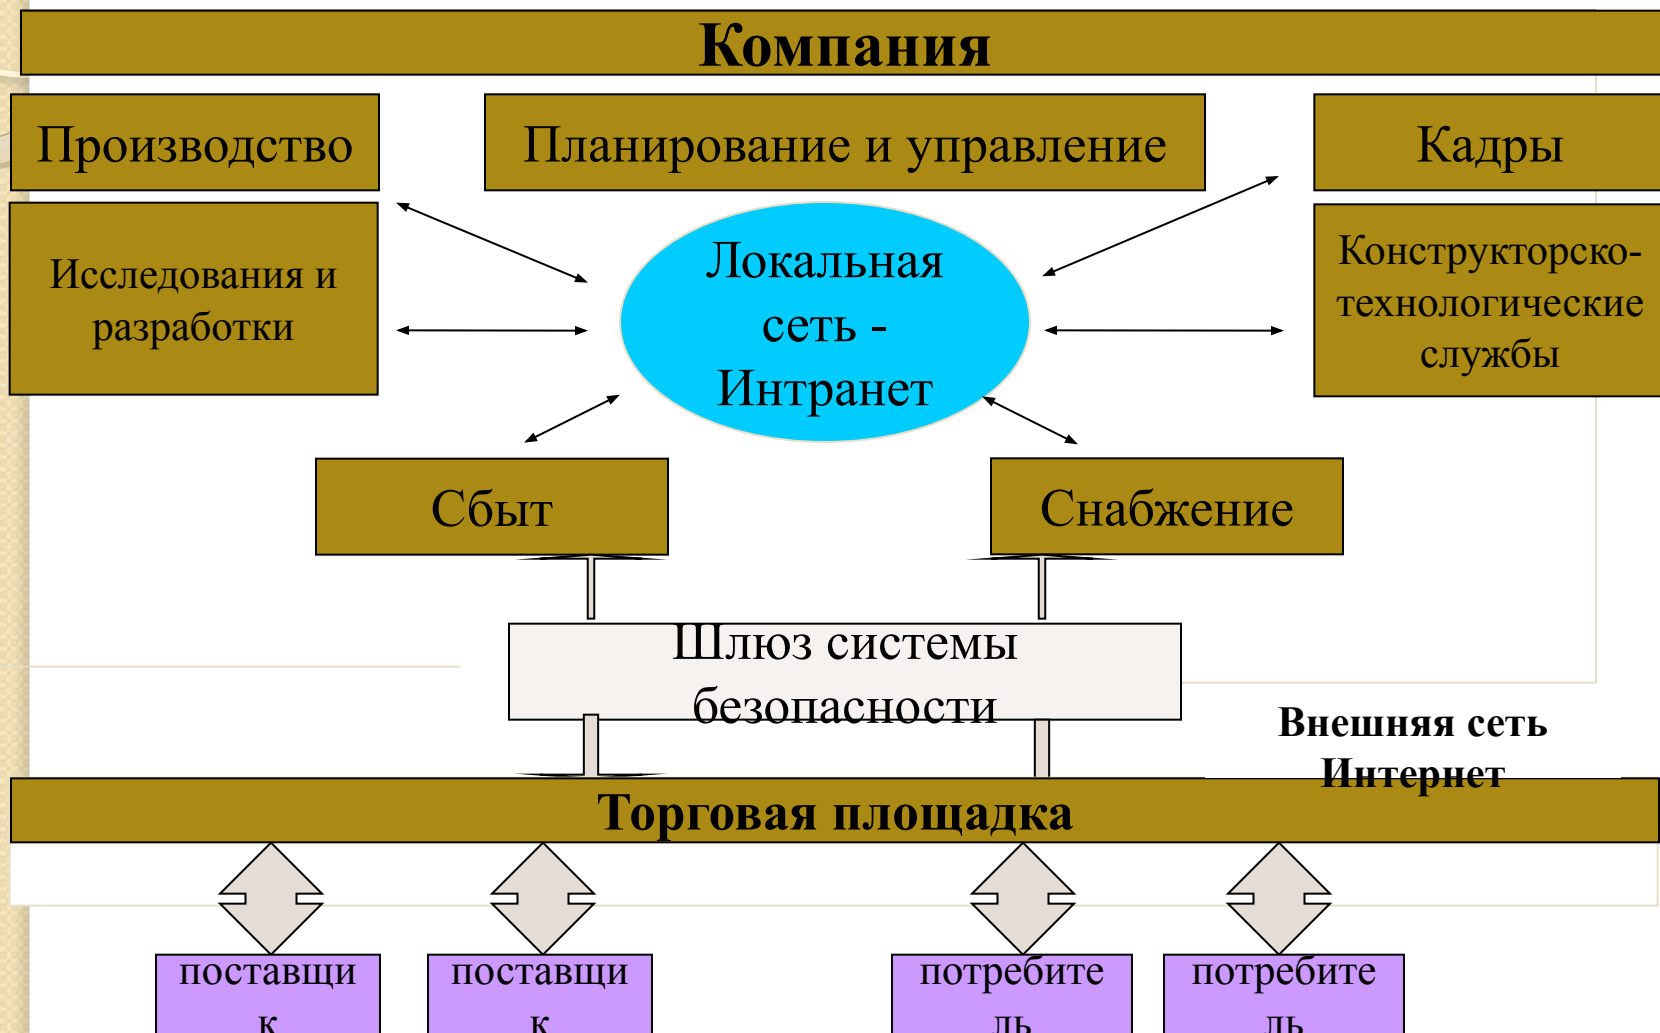 Компания
Производство
Планирование и управление
Кадры
Исследования и
разработки
Локальная
сеть -
Интранет
Конструкторско-
технологические
службы
Сбыт
Снабжение
Шлюз системы
безопасности
Внешняя сеть
Интернет
Торговая площадка
поставщи
к
поставщи
к
потребите
ль
потребите
ль